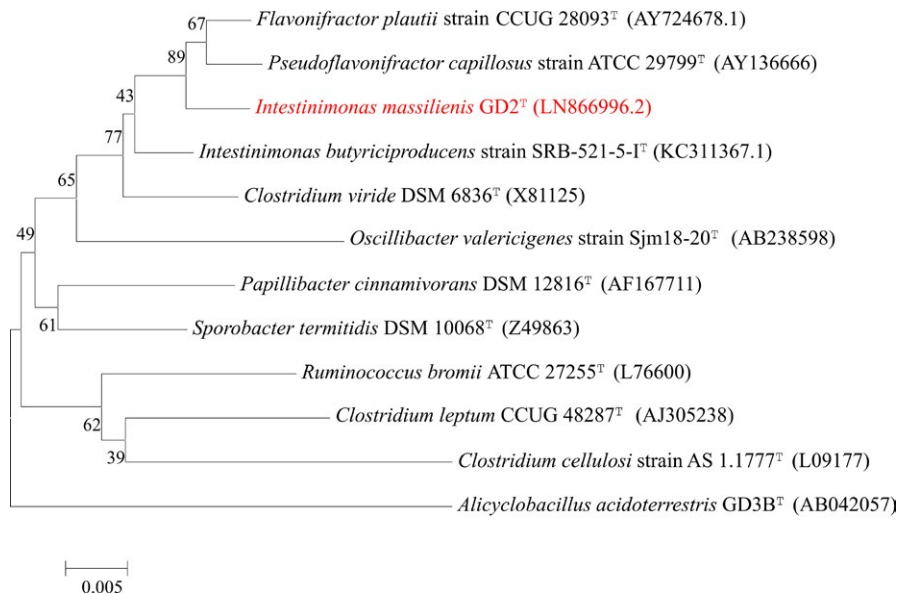 67
Flavonifractor plautii strain CCUG 28093ᵀ (AY724678.1)
89
Pseudoflavonifractor capillosus strain ATCC 29799ᵀ (AY136666)
43
Intestinimonas massilienis GD2ᵀ (LN866996.2)
77
Intestinimonas butyriciproducens strain SRB-521-5-Iᵀ (KC311367.1)
65
Clostridium viride DSM 6836ᵀ (X81125)
49
Oscillibacter valericigenes strain Sjm18-20ᵀ (AB238598)
Papillibacter cinnamivorans DSM 12816ᵀ (AF167711)
61
Sporobacter termitidis DSM 10068ᵀ (Z49863)
Ruminococcus bromii ATCC 27255ᵀ (L76600)
62
Clostridium leptum CCUG 48287ᵀ (AJ305238)
39
Clostridium cellulosi strain AS 1.1777ᵀ (L09177)
Alicyclobacillus acidoterrestris GD3Bᵀ (AB042057)
0.005